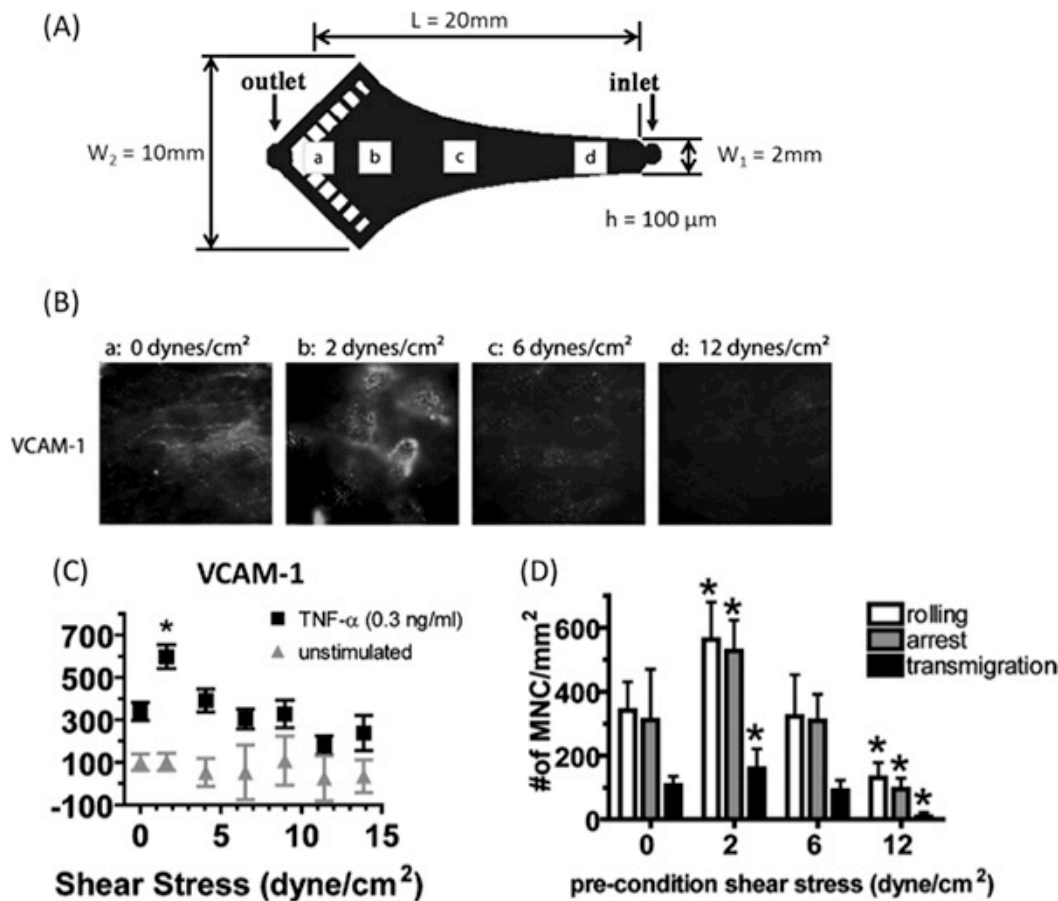 (A)
L = 20mm
outlet
inlet
W₂ = 10mm
a
b
c
d
W₁ = 2mm
h = 100 µm
(B)
a: 0 dynes/cm²
b: 2 dynes/cm²
c: 6 dynes/cm²
d: 12 dynes/cm²
VCAM-1
(C)
VCAM-1
TNF-α (0.3 ng/ml)
unstimulated
*
700
500
300
100
-100
0
5
10
15
Shear Stress (dyne/cm²)
(D)
rolling
arrest
transmigration
* * * * * *
#of MNC/mm²
600
400
200
0
0
2
6
12
pre-condition shear stress (dyne/cm²)